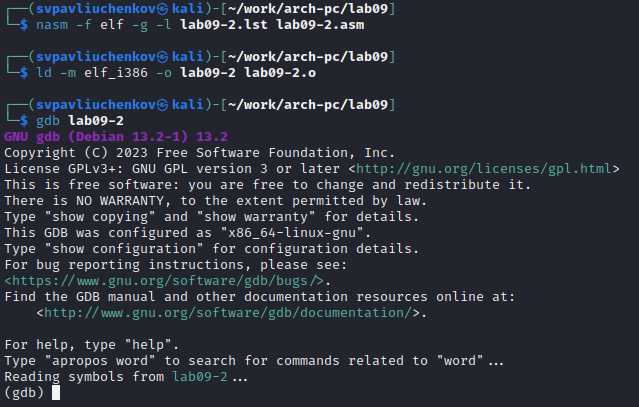 ┌──(svpavliuchenkov㉿kali)-[~/work/arch-pc/lab09]
└─$ nasm -f elf -g -l lab09-2.lst lab09-2.asm
┌──(svpavliuchenkov㉿kali)-[~/work/arch-pc/lab09]
└─$ ld -m elf_i386 -o lab09-2 lab09-2.o
┌──(svpavliuchenkov㉿kali)-[~/work/arch-pc/lab09]
└─$ gdb lab09-2
GNU gdb (Debian 13.2-1) 13.2
Copyright (C) 2023 Free Software Foundation, Inc.
License GPLv3+: GNU GPL version 3 or later <http://gnu.org/licenses/gpl.html>
This is free software: you are free to change and redistribute it.
There is NO WARRANTY, to the extent permitted by law.
Type "show copying" and "show warranty" for details.
This GDB was configured as "x86_64-linux-gnu".
Type "show configuration" for configuration details.
For bug reporting instructions, please see:
<https://www.gnu.org/software/gdb/bugs/>.
Find the GDB manual and other documentation resources online at:
    <http://www.gnu.org/software/gdb/documentation/>.
For help, type "help".
Type "apropos word" to search for commands related to "word"...
Reading symbols from lab09-2...
(gdb)